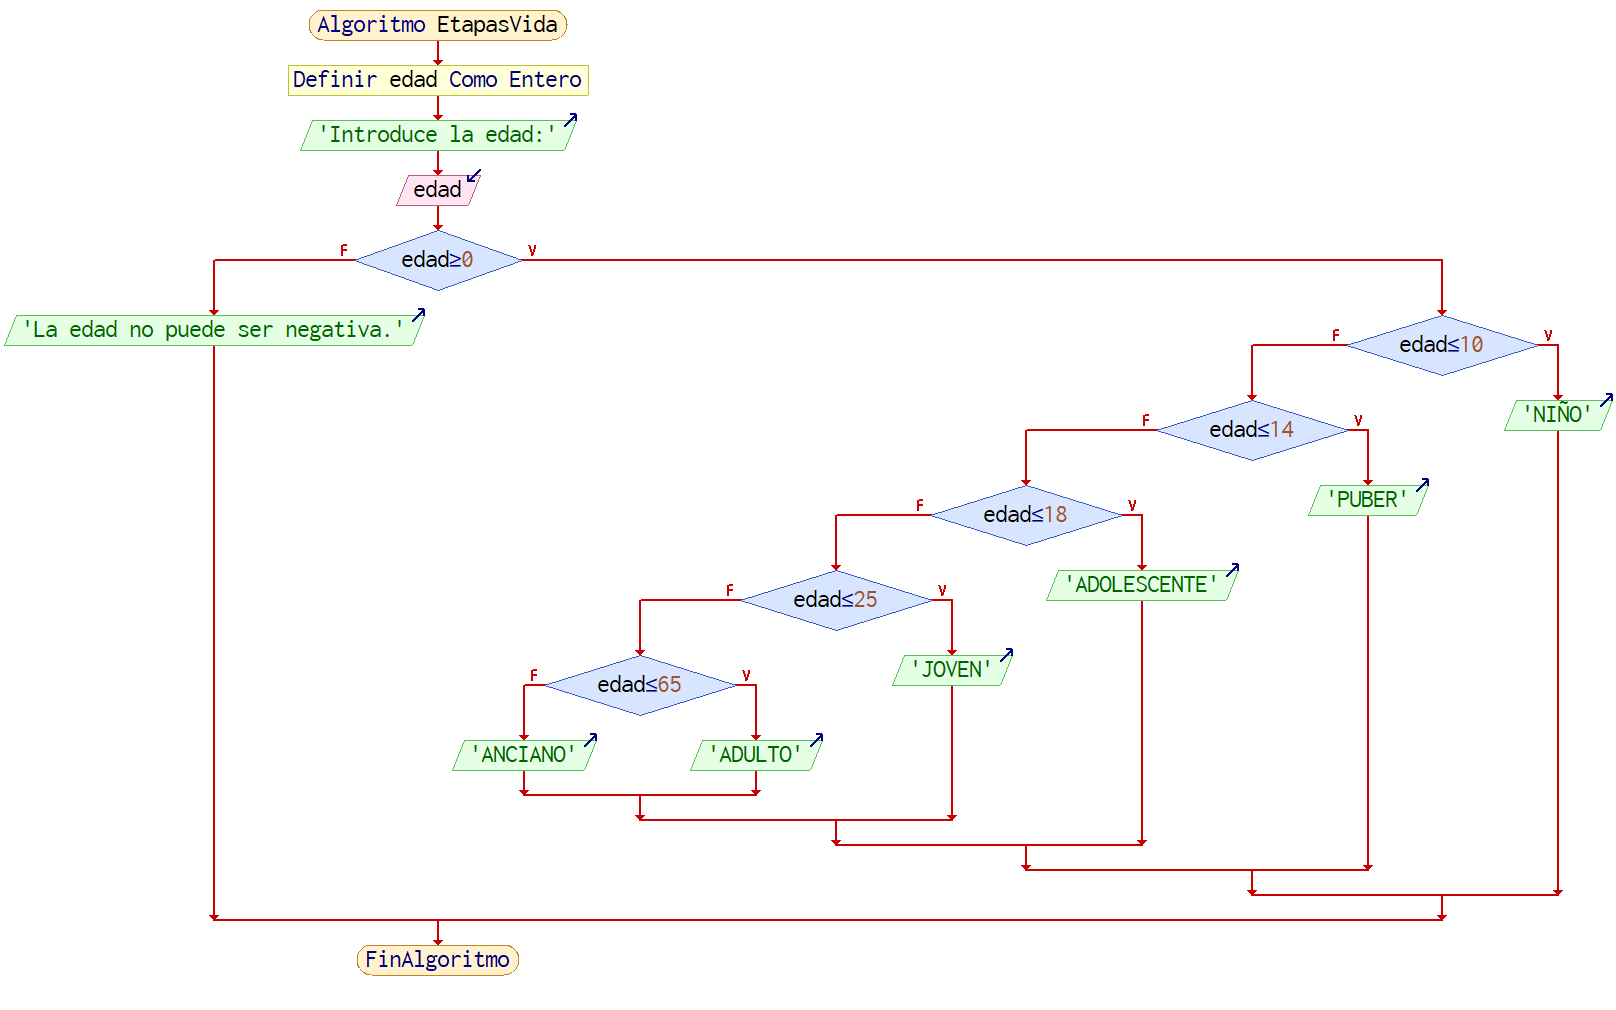 Algoritmo EtapasVida
Definir edad Como Entero
'Introduce la edad:'
edad
edad≥0
F
V
'La edad no puede ser negativa.'
edad≤10
F
V
'NIÑO'
edad≤14
F
V
'PUBER'
edad≤18
F
V
'ADOLESCENTE'
edad≤25
F
V
'JOVEN'
edad≤65
F
V
'ANCIANO'
'ADULTO'
FinAlgoritmo